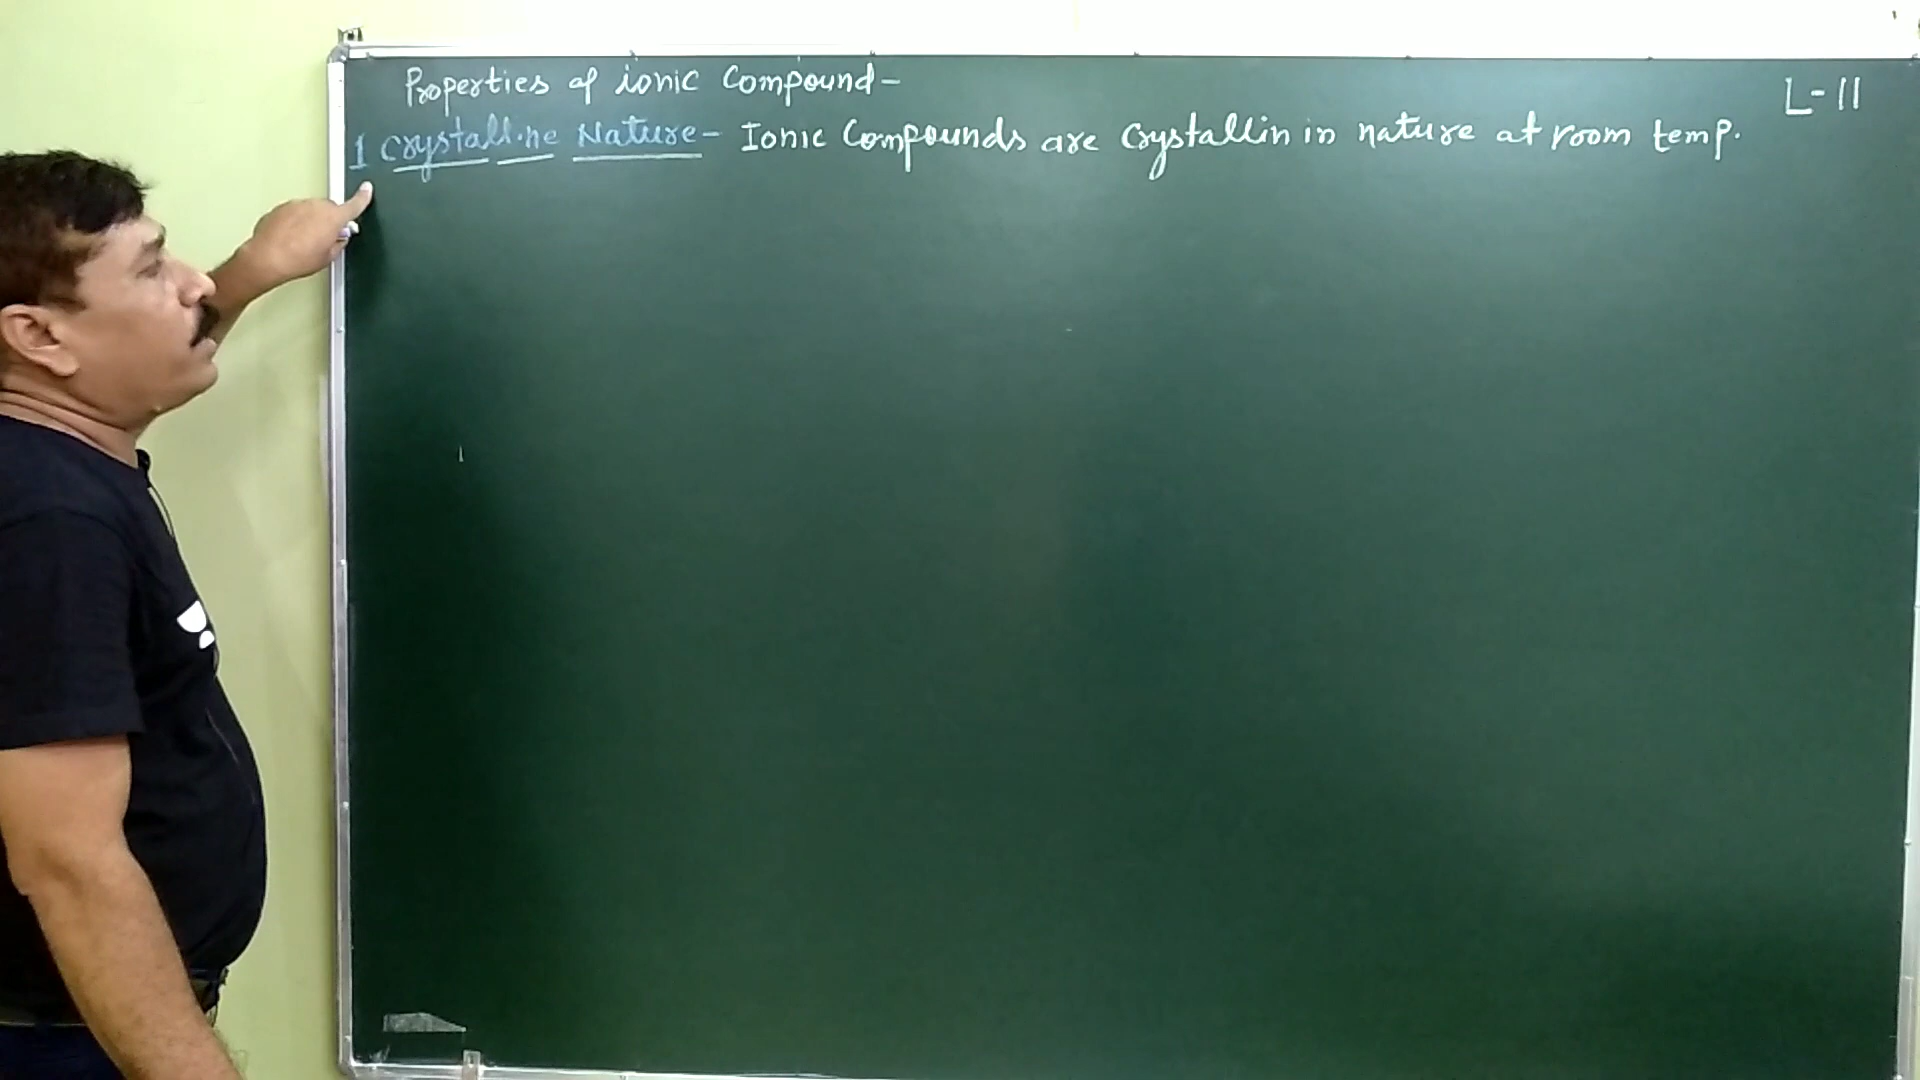 Properties of ionic Compound-
L-11
1 Crystalline Nature- Ionic Compounds are Crystallin in nature at room temp.